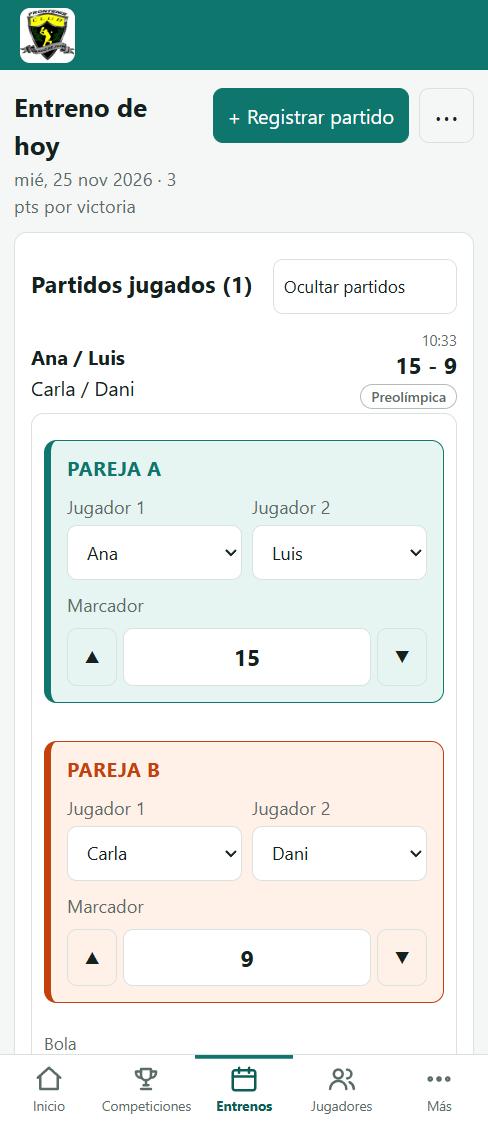 FRONTENIS
CLUB
Entreno de
hoy
+ Registrar partido
...
mié, 25 nov 2026 · 3
pts por victoria
Partidos jugados (1)
Ocultar partidos
10:33
Ana / Luis
15 - 9
Carla / Dani
Preolímpica
PAREJA A
Jugador 1
Jugador 2
Ana
Luis
Marcador
▲
15
▼
PAREJA B
Jugador 1
Jugador 2
Carla
Dani
Marcador
▲
9
▼
Bola
Inicio
Competiciones
Entrenos
Jugadores
Más